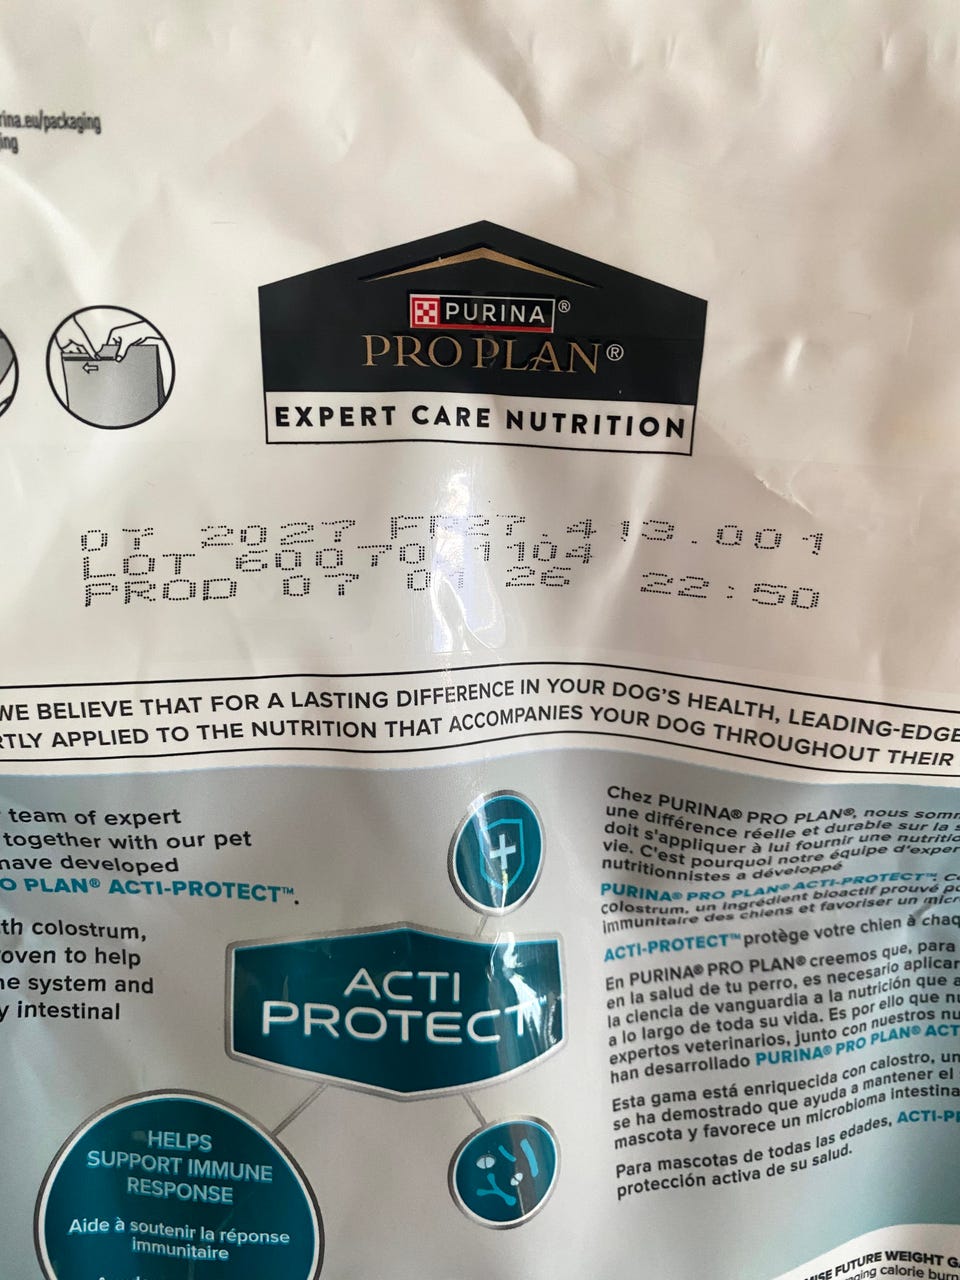 rina.eu/packaging
ing
PURINA®
PRO PLAN®
EXPERT CARE NUTRITION
07 2027 FR27.413.001
LOT 60070 1104
PROD 07 01 26 22:50
WE BELIEVE THAT FOR A LASTING DIFFERENCE IN YOUR DOG'S HEALTH, LEADING-EDGE
RTLY APPLIED TO THE NUTRITION THAT ACCOMPANIES YOUR DOG THROUGHOUT THEIR
team of expert
together with our pet
have developed
O PLAN® ACTI-PROTECT™.
th colostrum,
oven to help
ne system and
y intestinal
ACTI
PROTECT
HELPS
SUPPORT IMMUNE
RESPONSE
Aide à soutenir la réponse
immunitaire
Chez PURINA® PRO PLAN®, nous somm
une différence réelle et durable sur la s
doit s'appliquer à lui fournir une nutritio
vie. C'est pourquoi notre équipe d'exper
nutritionnistes a développé
PURINA® PRO PLAN® ACTI-PROTECT™. C
colostrum, un ingrédient bioactif prouvé p
immunitaire des chiens et favoriser un micr
ACTI-PROTECT™ protège votre chien à chaq
En PURINA® PRO PLAN® creemos que, para
en la salud de tu perro, es necesario aplicar
la ciencia de vanguardia a la nutrición que a
a lo largo de toda su vida. Es por ello que nu
expertos veterinarios, junto con nuestros nu
han desarrollado PURINA® PRO PLAN® ACT
Esta gama está enriquecida con calostro, un
se ha demostrado que ayuda a mantener el
mascota y favorece un microbioma intestina
Para mascotas de todas las edades, ACTI-P
protección activa de su salud.
MISE FUTURE WEIGHT G
ging calorie burn